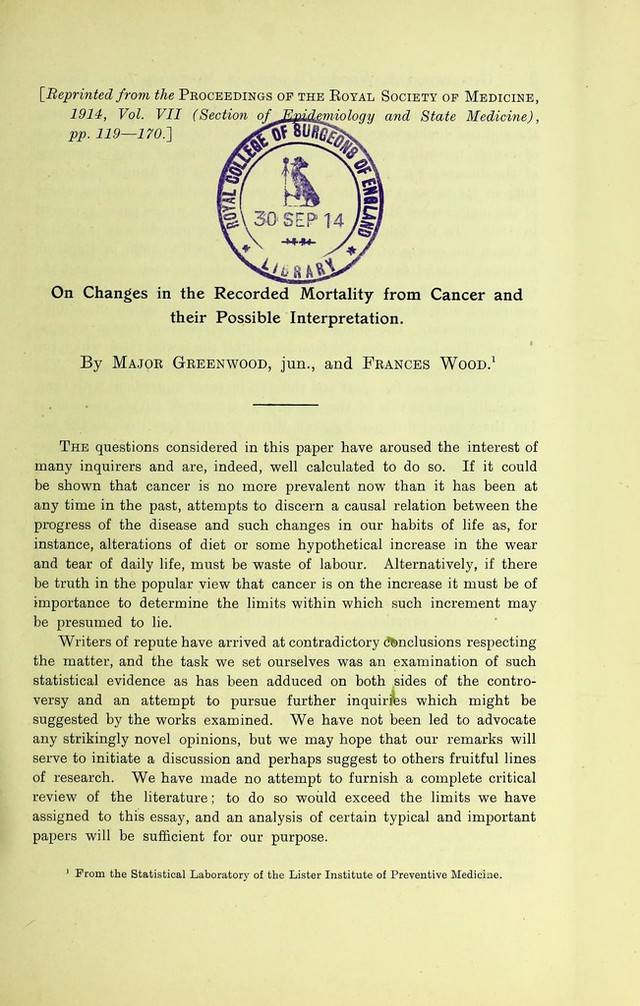 [Reprinted from the PROCEEDINGS OF THE ROYAL SOCIETY OF MEDICINE,
1914, Vol. VII (Section of Epidemiology and State Medicine),
pp. 119—170.]
ROYAL COLLEGE OF SURGEONS OF ENGLAND
30 SEP 14
* LIBRARY *
On Changes in the Recorded Mortality from Cancer and
their Possible Interpretation.
By MAJOR GREENWOOD, jun., and FRANCES WOOD.¹
THE questions considered in this paper have aroused the interest of
many inquirers and are, indeed, well calculated to do so. If it could
be shown that cancer is no more prevalent now than it has been at
any time in the past, attempts to discern a causal relation between the
progress of the disease and such changes in our habits of life as, for
instance, alterations of diet or some hypothetical increase in the wear
and tear of daily life, must be waste of labour. Alternatively, if there
be truth in the popular view that cancer is on the increase it must be of
importance to determine the limits within which such increment may
be presumed to lie.
Writers of repute have arrived at contradictory conclusions respecting
the matter, and the task we set ourselves was an examination of such
statistical evidence as has been adduced on both sides of the contro-
versy and an attempt to pursue further inquiries which might be
suggested by the works examined. We have not been led to advocate
any strikingly novel opinions, but we may hope that our remarks will
serve to initiate a discussion and perhaps suggest to others fruitful lines
of research. We have made no attempt to furnish a complete critical
review of the literature; to do so would exceed the limits we have
assigned to this essay, and an analysis of certain typical and important
papers will be sufficient for our purpose.
¹ From the Statistical Laboratory of the Lister Institute of Preventive Medicine.